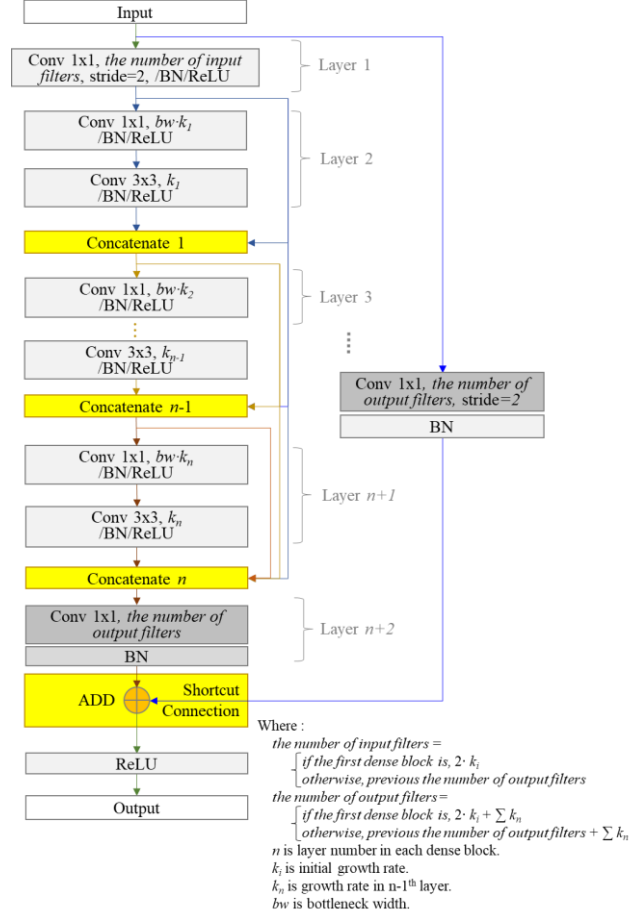 Input
Conv 1x1, the number of input
filters, stride=2, /BN/ReLU
Layer 1
Conv 1x1, bw·k1
/BN/ReLU
Layer 2
Conv 3x3, k1
/BN/ReLU
Concatenate 1
Conv 1x1, bw·k2
/BN/ReLU
Layer 3
Conv 3x3, kn-1
/BN/ReLU
Concatenate n-1
Conv 1x1, the number of
output filters, stride=2
BN
Conv 1x1, bw·kn
/BN/ReLU
Layer n+1
Conv 3x3, kn
/BN/ReLU
Concatenate n
Conv 1x1, the number of
output filters
Layer n+2
BN
ADD
Shortcut
Connection
ReLU
Output
Where :
the number of input filters =
if the first dense block is, 2· ki
otherwise, previous the number of output filters
the number of output filters=
if the first dense block is, 2· ki + ∑ kn
otherwise, previous the number of output filters + ∑ kn
n is layer number in each dense block.
ki is initial growth rate.
kn is growth rate in n-1th layer.
bw is bottleneck width.